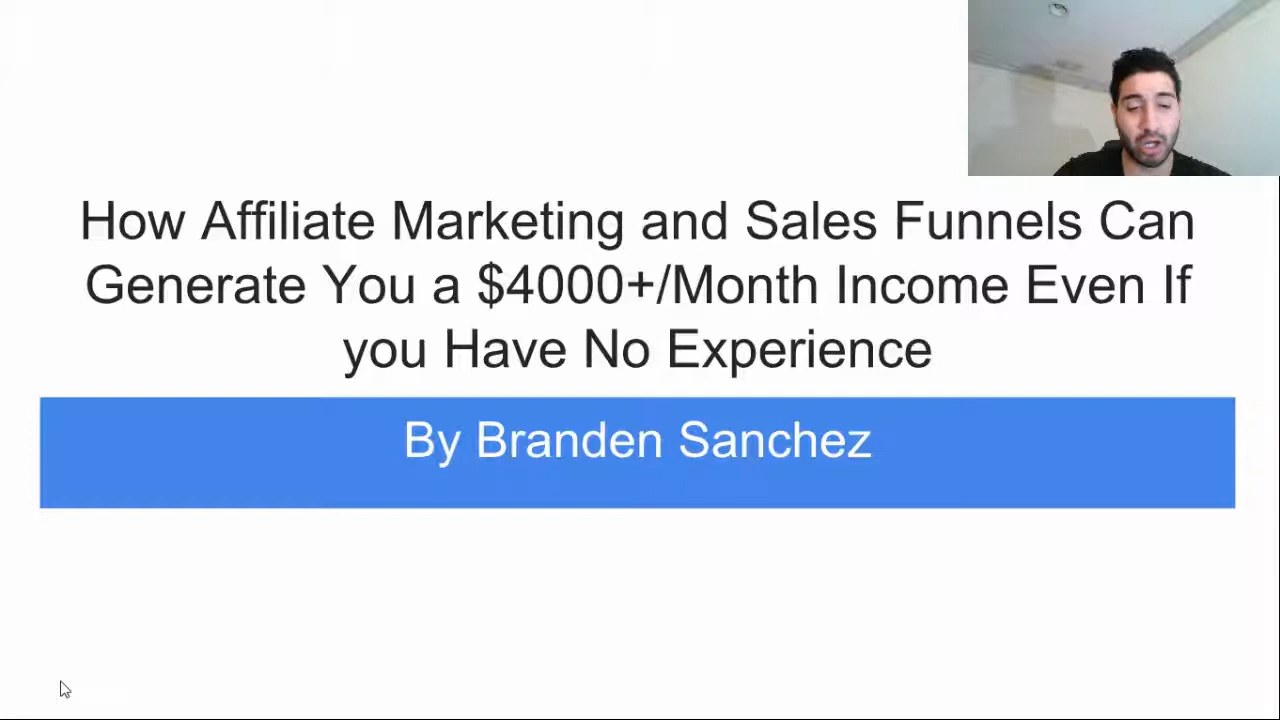 How Affiliate Marketing and Sales Funnels Can
Generate You a $4000+/Month Income Even If
you Have No Experience
By Branden Sanchez